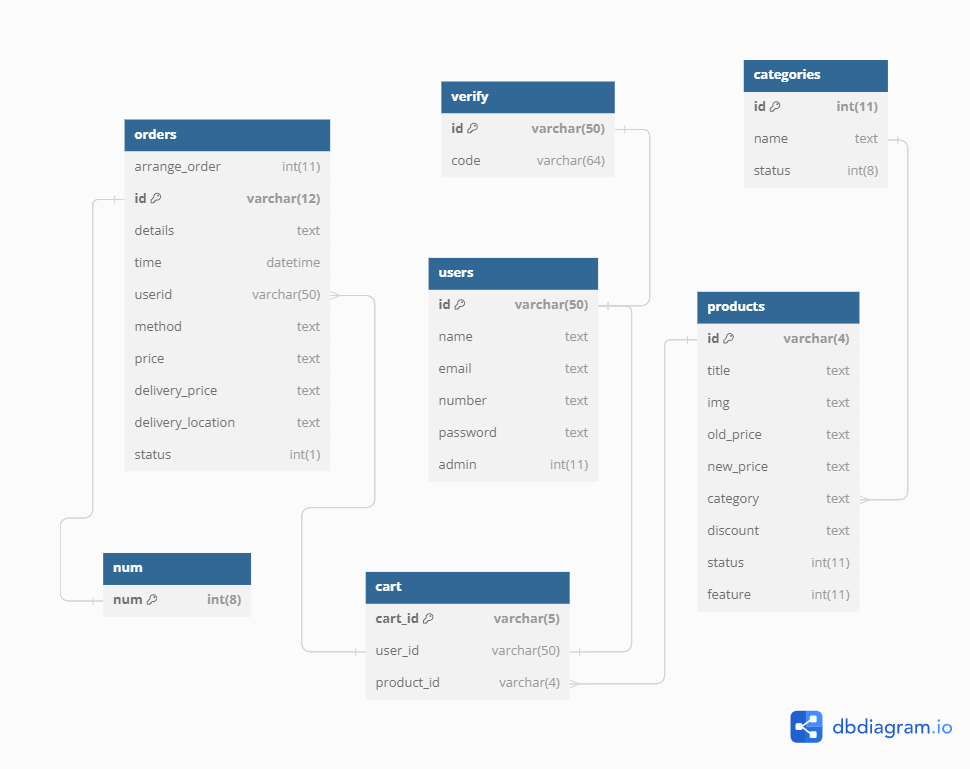 categories
id int(11)
name text
status int(8)
verify
id varchar(50)
code varchar(64)
orders
arrange_order int(11)
id varchar(12)
details text
time datetime
userid varchar(50)
method text
price text
delivery_price text
delivery_location text
status int(1)
users
id varchar(50)
name text
email text
number text
password text
admin int(11)
products
id varchar(4)
title text
img text
old_price text
new_price text
category text
discount text
status int(11)
feature int(11)
num
num int(8)
cart
cart_id varchar(5)
user_id varchar(50)
product_id varchar(4)
dbdiagram.io